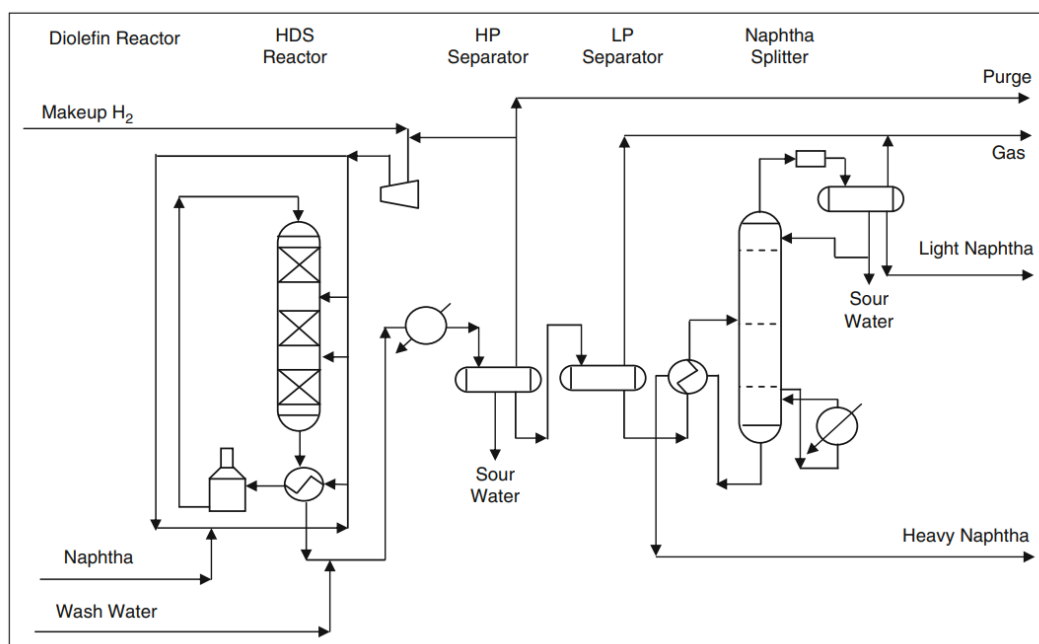 Diolefin Reactor
HDS
Reactor
HP
Separator
LP
Separator
Naphtha
Splitter
Purge
Makeup H₂
Gas
Light Naphtha
Sour
Water
Sour
Water
Heavy Naphtha
Naphtha
Wash Water